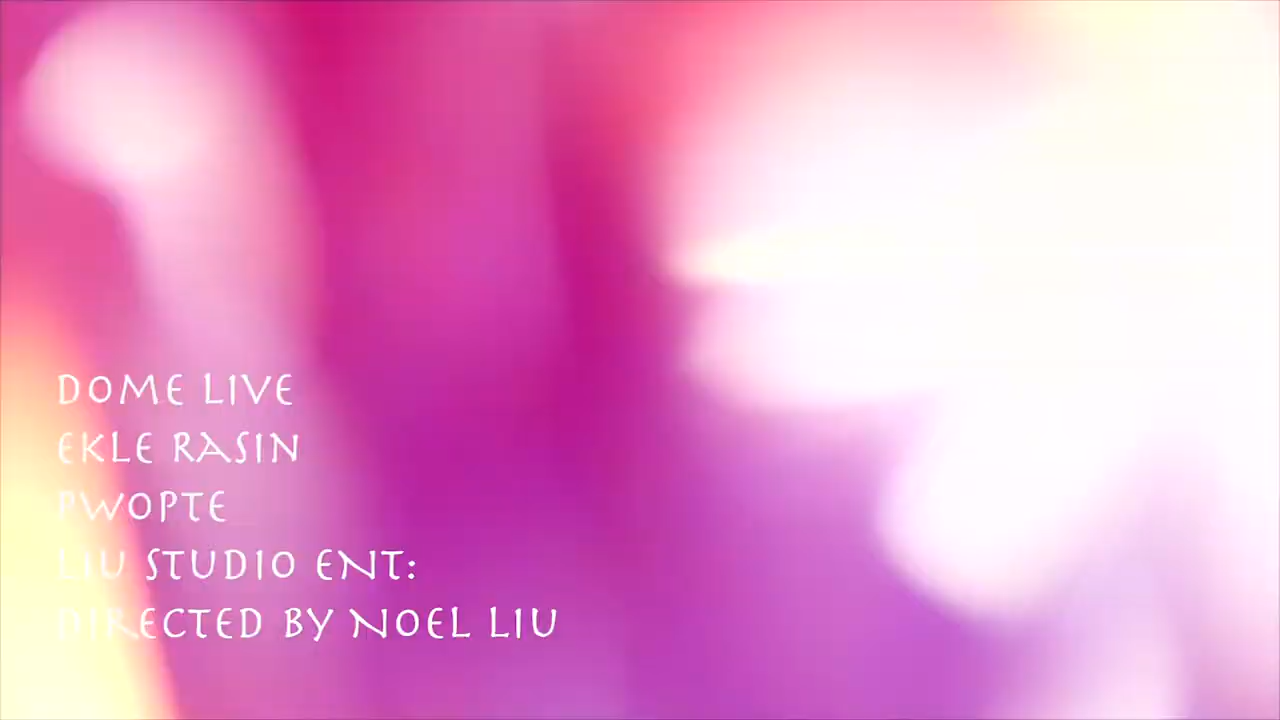 DOME LIVE
EKLE RASIN
PWOPTE
LIU STUDIO ENT:
DIRECTED BY NOEL LIU